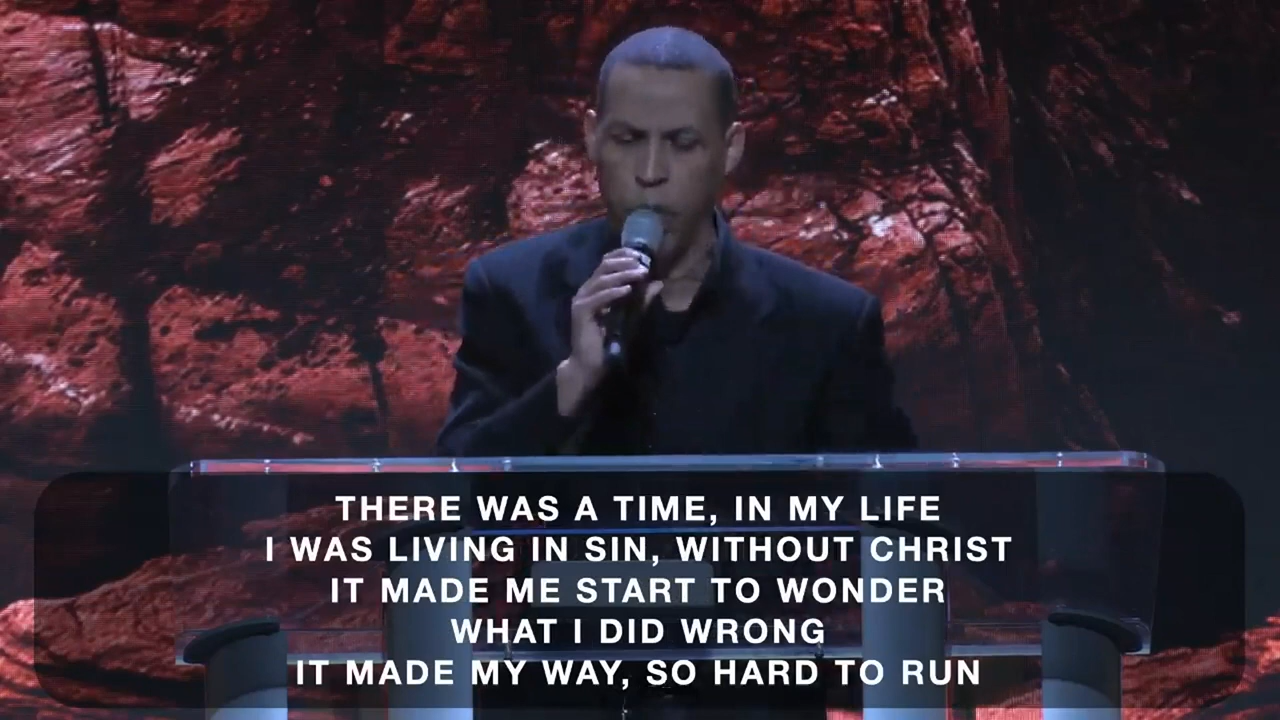 THERE WAS A TIME, IN MY LIFE
I WAS LIVING IN SIN, WITHOUT CHRIST
IT MADE ME START TO WONDER
WHAT I DID WRONG
IT MADE MY WAY, SO HARD TO RUN